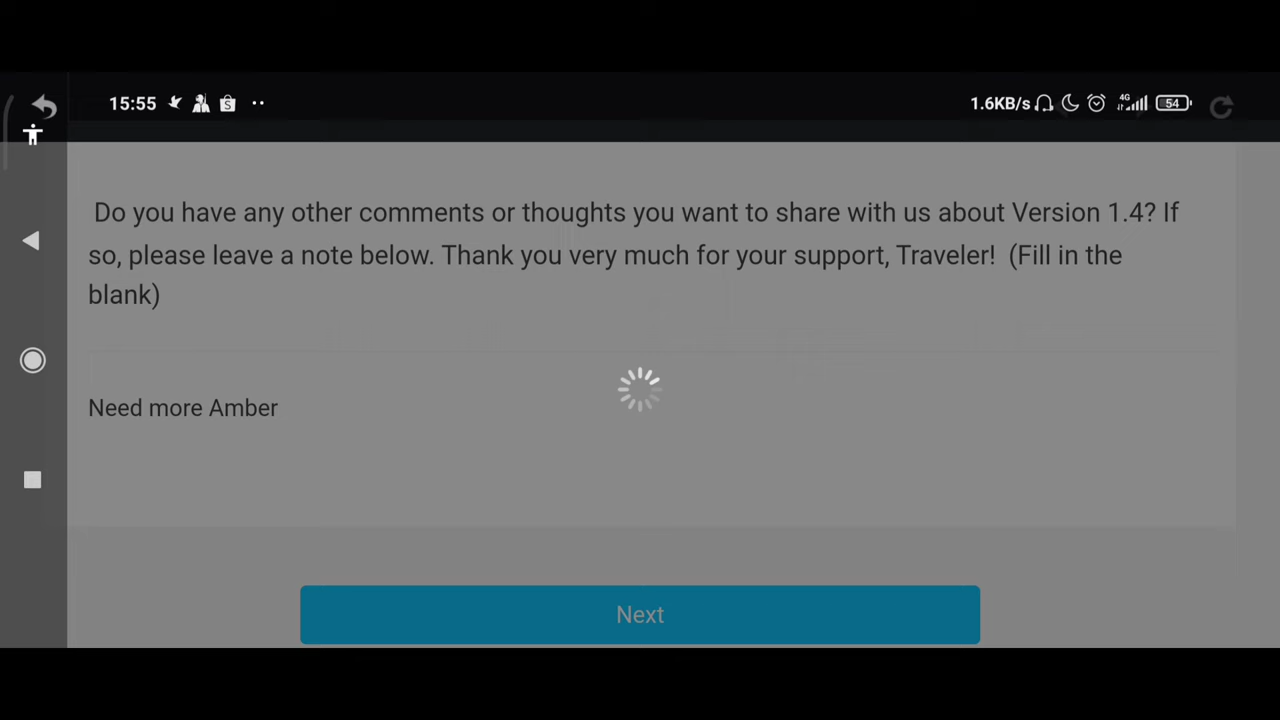 15:55
1.6KB/s 4G 54
Do you have any other comments or thoughts you want to share with us about Version 1.4? If
so, please leave a note below. Thank you very much for your support, Traveler! (Fill in the
blank)
Need more Amber
Next